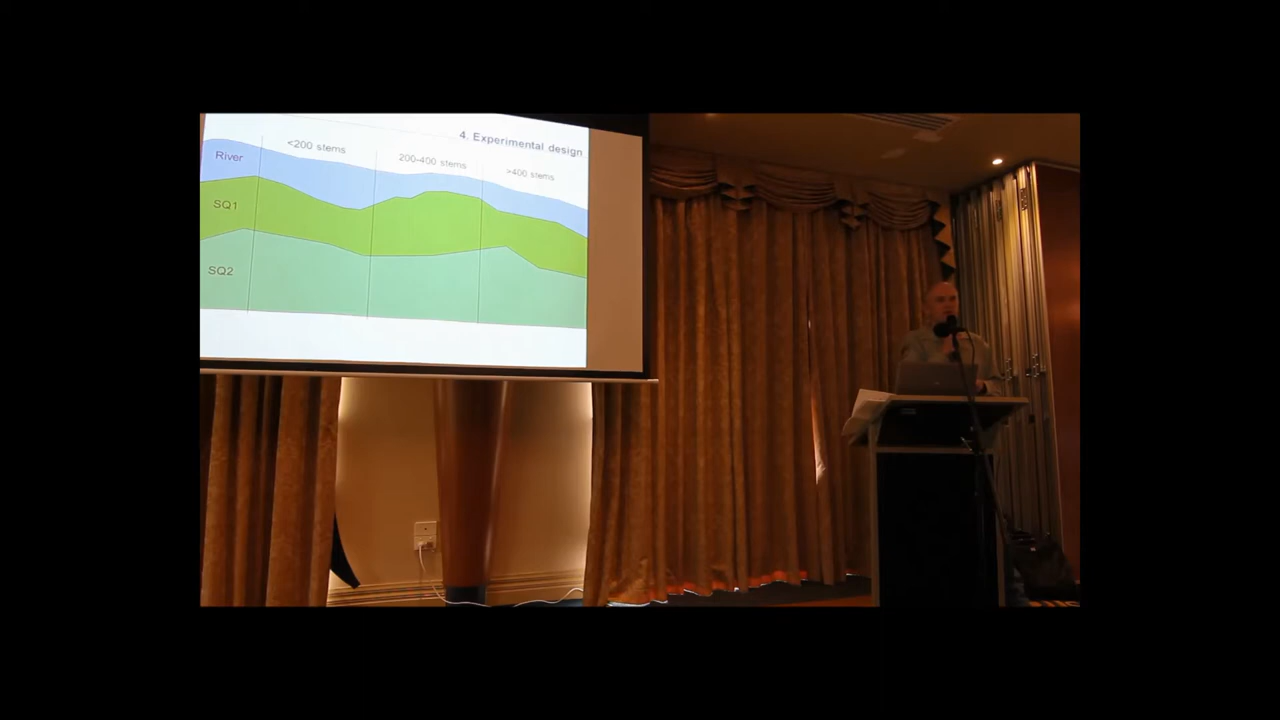 4. Experimental design
<200 stems
200-400 stems
>400 stems
River
SQ1
SQ2